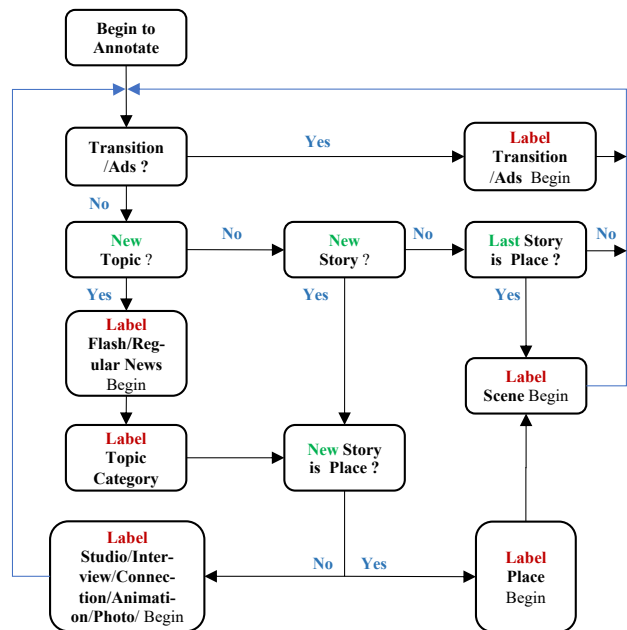 Begin to
Annotate
Transition
/Ads ?
Yes
Label
Transition
/Ads Begin
No
New
Topic ?
No
New
Story ?
No
Last Story
is Place ?
No
Yes
Yes
Yes
Label
Flash/Reg-
ular News
Begin
Label
Scene Begin
Label
Topic
Category
New Story
is Place ?
Label
Studio/Inter-
view/Connec-
tion/Animati-
on/Photo/ Begin
No
Yes
Label
Place
Begin